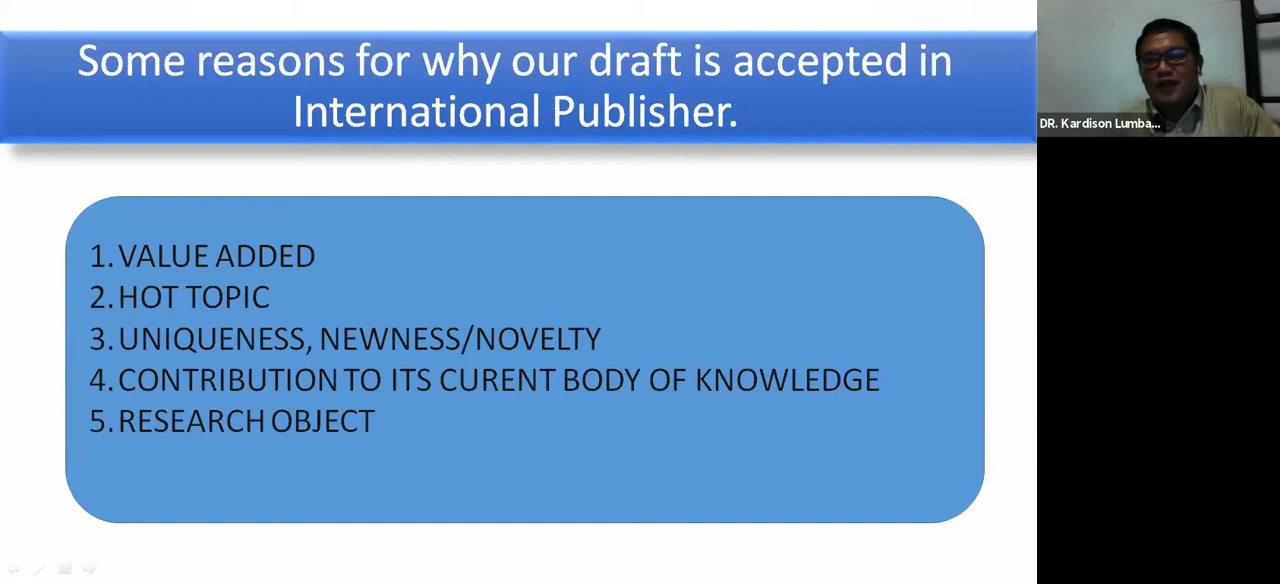 Some reasons for why our draft is accepted in
International Publisher.
DR. Kardison Lumba...
1. VALUE ADDED
2. HOT TOPIC
3. UNIQUENESS, NEWNESS/NOVELTY
4. CONTRIBUTION TO ITS CURENT BODY OF KNOWLEDGE
5. RESEARCH OBJECT